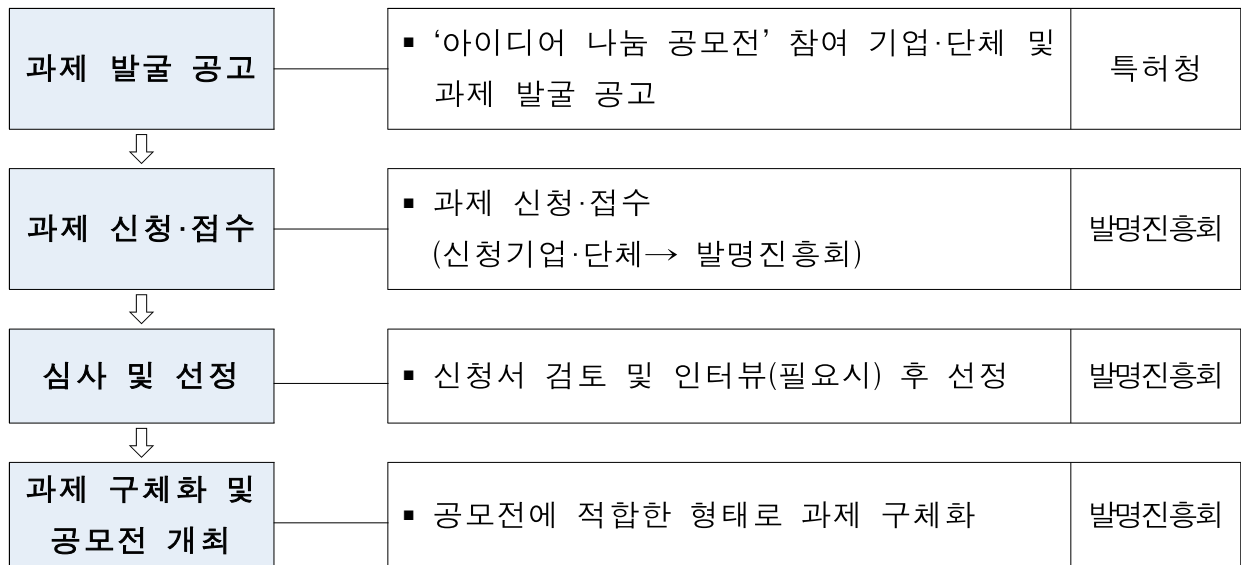 과제 발굴 공고
▪ ‘아이디어 나눔 공모전’ 참여 기업·단체 및
과제 발굴 공고
특허청
과제 신청·접수
▪ 과제 신청·접수
(신청기업·단체→ 발명진흥회)
발명진흥회
심사 및 선정
▪ 신청서 검토 및 인터뷰(필요시) 후 선정
발명진흥회
과제 구체화 및
공모전 개최
▪ 공모전에 적합한 형태로 과제 구체화
발명진흥회